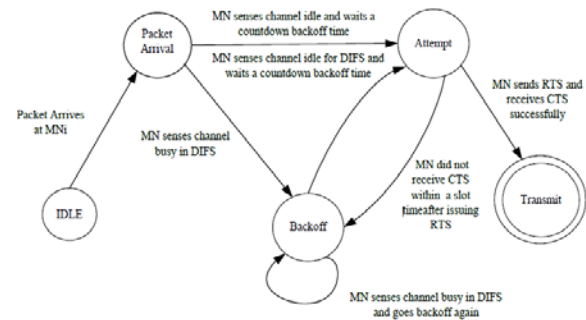 MN senses channel idle and waits a
countdown backoff time
Packet
Arrival
Attempt
MN senses channel idle for DIFS and
waits a countdown backoff time
MN sends RTS and
receives CTS
successfully
Packet Arrives
at MNi
MN senses channel
busy in DIFS
MN did not
receive CTS
within a slot
timeafter issuing
RTS
IDLE
Backoff
Transmit
MN senses channel busy in DIFS
and goes backoff again